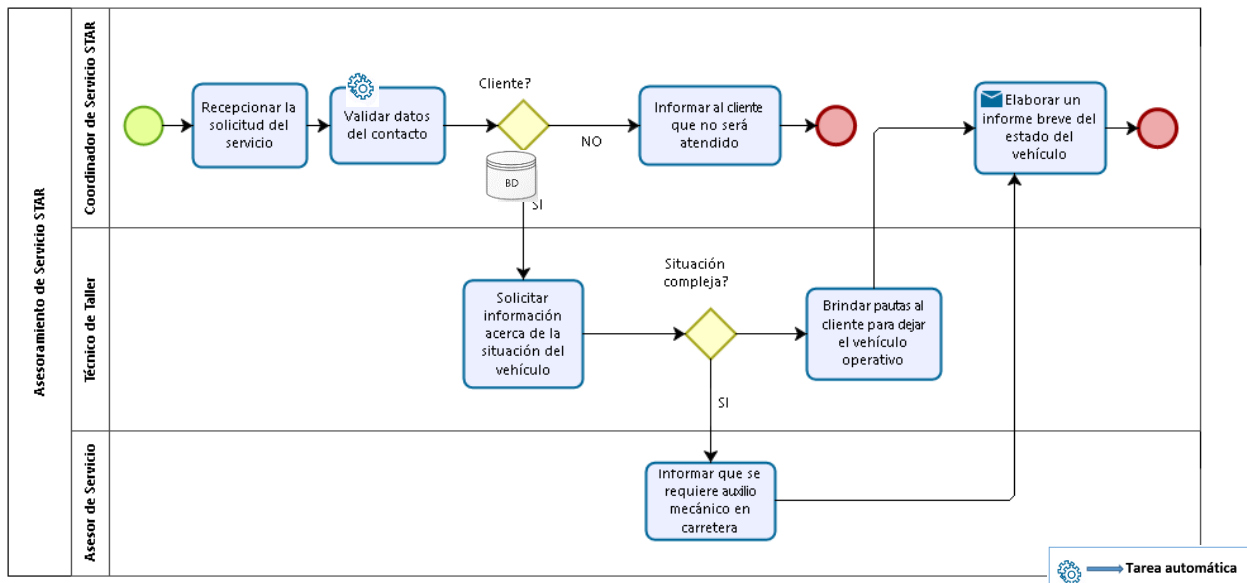 Asesoramiento de Servicio STAR
Coordinador de Servicio STAR
Recepcionar la
solicitud del
servicio
Validar datos
del contacto
Cliente?
BD
SI
NO
Informar al cliente
que no será
atendido
Elaborar un
informe breve del
estado del
vehículo
Técnico de Taller
Solicitar
información
acerca de la
situación del
vehículo
Situación
compleja?
SI
Brindar pautas al
cliente para dejar
el vehículo
operativo
Asesor de Servicio
Informar que se
requiere auxilio
mecánico en
carretera
Tarea automática